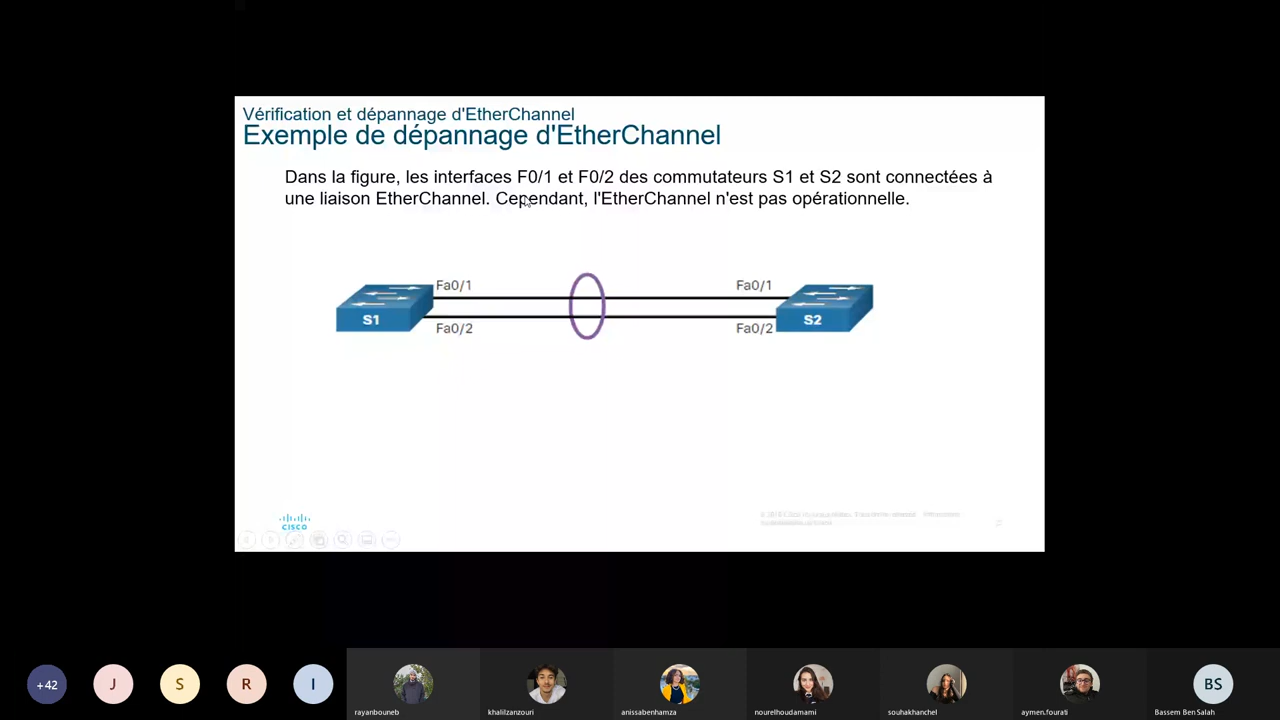 Vérification et dépannage d'EtherChannel
Exemple de dépannage d'EtherChannel
Dans la figure, les interfaces F0/1 et F0/2 des commutateurs S1 et S2 sont connectées à
une liaison EtherChannel. Cependant, l'EtherChannel n'est pas opérationnelle.
Fa0/1
Fa0/1
S1
S2
Fa0/2
Fa0/2
CISCO
+42
J
S
R
I
BS
rayanbouneb
khalilzanzouri
anissabenhamza
nourelhoudamami
souhakhanchel
aymen.fourati
Bassem Ben Salah